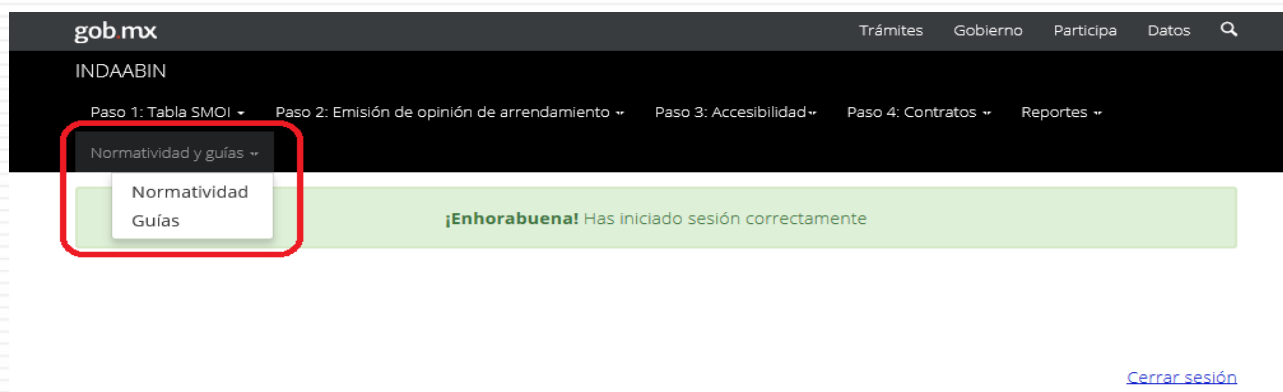 gob.mx Trámites Gobierno Participa Datos
INDAABIN
Paso 1: Tabla SMOI Paso 2: Emisión de opinión de arrendamiento Paso 3: Accesibilidad Paso 4: Contratos Reportes
Normatividad y guías
Normatividad
Guías
¡Enhorabuena! Has iniciado sesión correctamente
Cerrar sesión